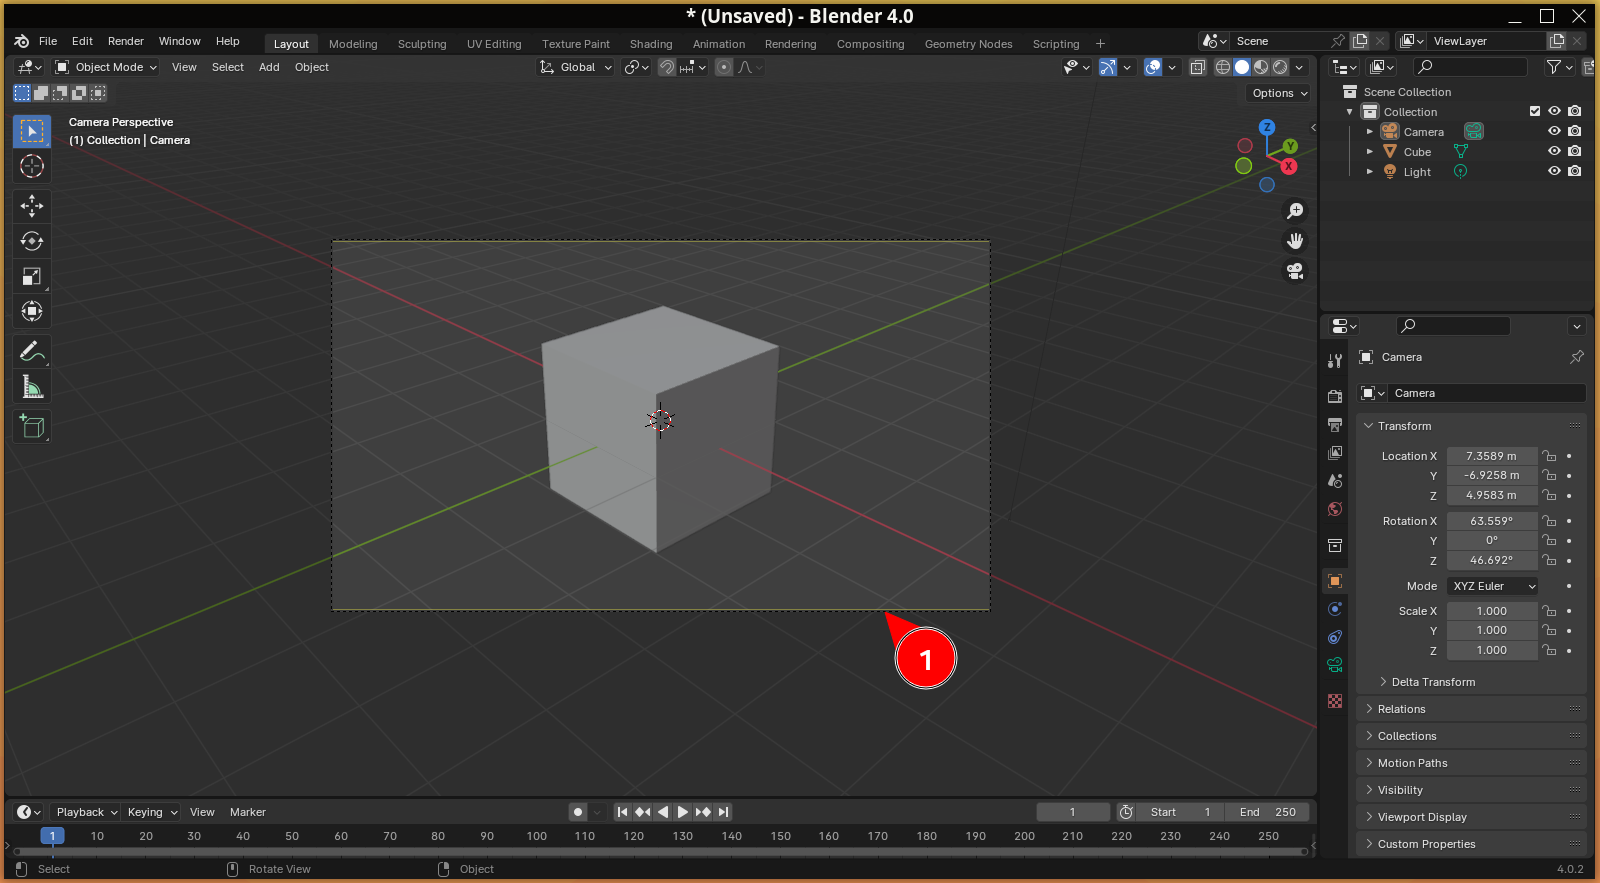 * (Unsaved) - Blender 4.0
File Edit Render Window Help Layout Modeling Sculpting UV Editing Texture Paint Shading Animation Rendering Compositing Geometry Nodes Scripting + Scene ViewLayer
Object Mode View Select Add Object Global
Options
Camera Perspective
(1) Collection | Camera
Z
Y
X
1
Scene Collection
Collection
Camera
Cube
Light
Camera
Camera
Transform
Location X 7.3589 m
Y -6.9258 m
Z 4.9583 m
Rotation X 63.559°
Y 0°
Z 46.692°
Mode XYZ Euler
Scale X 1.000
Y 1.000
Z 1.000
Delta Transform
Relations
Collections
Motion Paths
Visibility
Viewport Display
Custom Properties
Playback Keying View Marker 1 Start 1 End 250
1 10 20 30 40 50 60 70 80 90 100 110 120 130 140 150 160 170 180 190 200 210 220 230 240 250
Select Rotate View Object 4.0.2